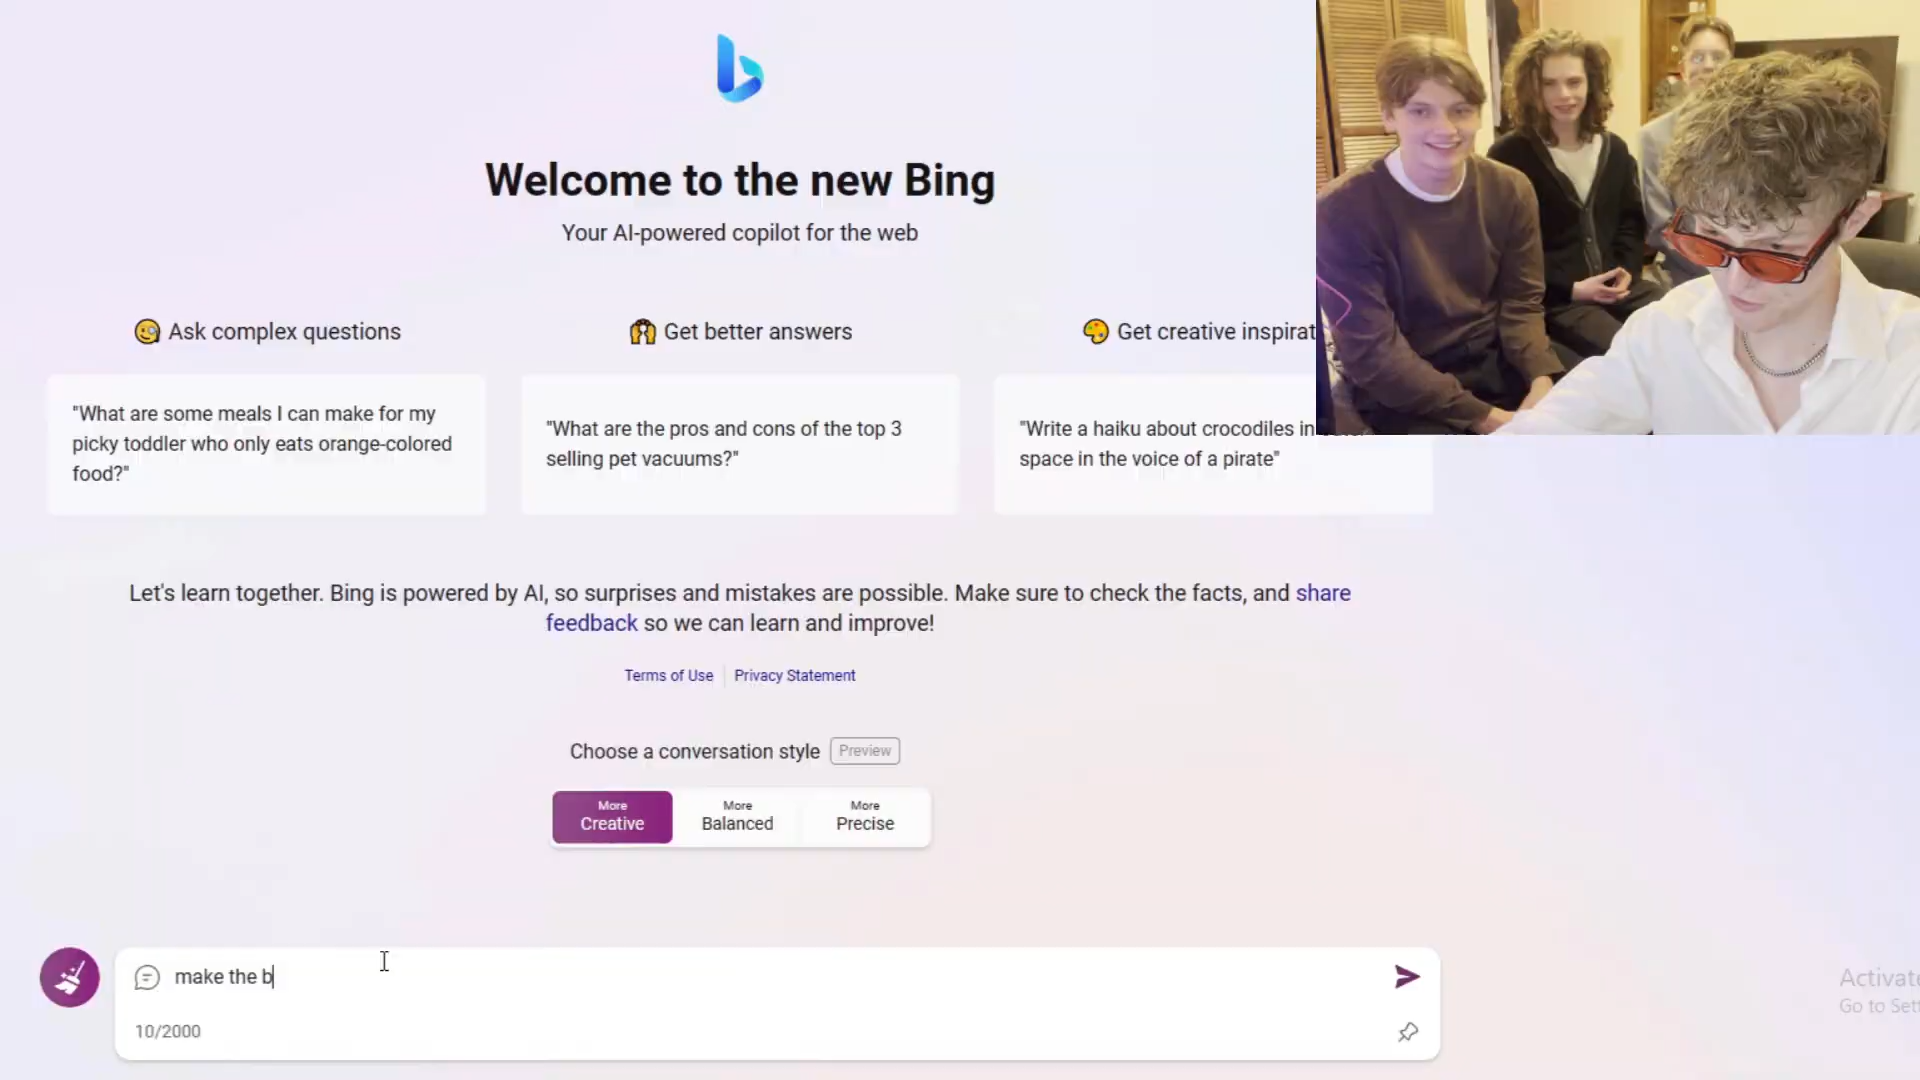 Welcome to the new Bing
Your AI-powered copilot for the web
Ask complex questions
Get better answers
Get creative inspirat
"What are some meals I can make for my
picky toddler who only eats orange-colored
food?"
"What are the pros and cons of the top 3
selling pet vacuums?"
"Write a haiku about crocodiles in
space in the voice of a pirate"
Let's learn together. Bing is powered by AI, so surprises and mistakes are possible. Make sure to check the facts, and share
feedback so we can learn and improve!
Terms of Use
Privacy Statement
Choose a conversation style Preview
More
Creative
More
Balanced
More
Precise
make the b
10/2000
Activat
Go to Sett